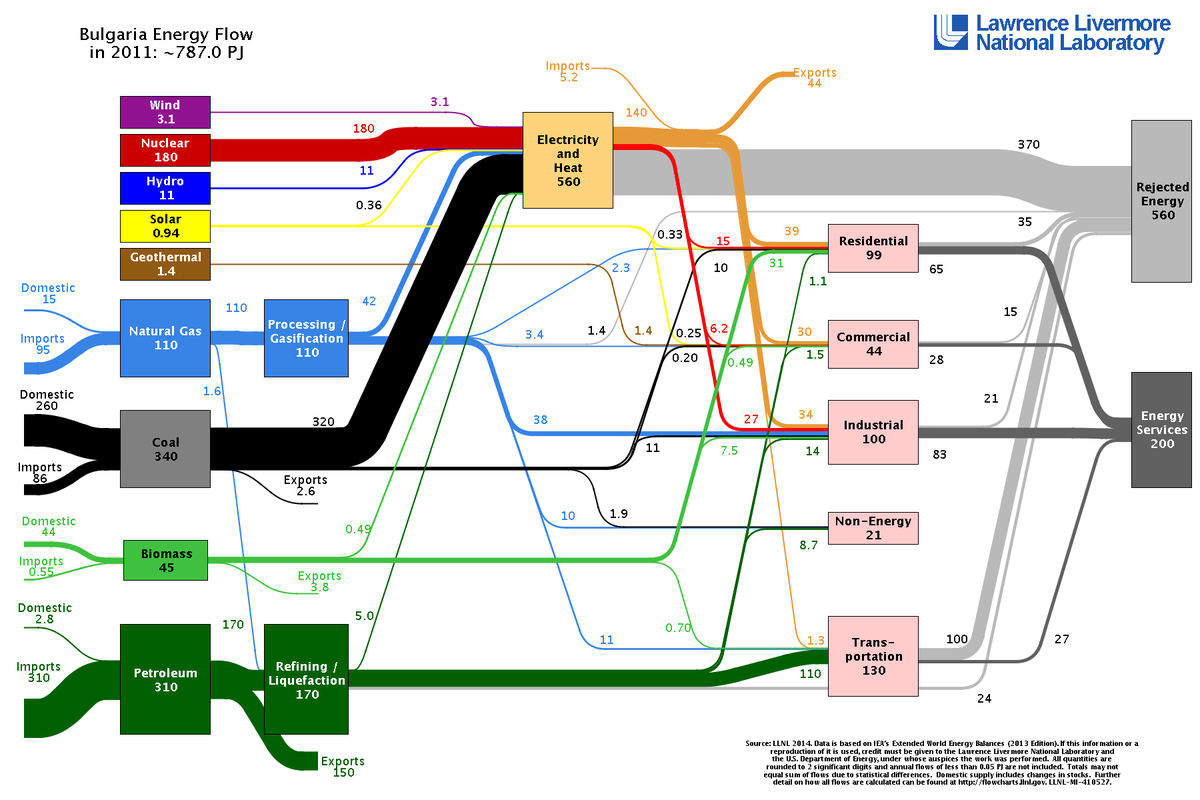 Bulgaria Energy Flow
in 2011: ~787.0 PJ
Lawrence Livermore
National Laboratory
Imports
5.2
Exports
44
140
Wind
3.1
3.1
Nuclear
180
180
Hydro
11
11
Solar
0.94
0.36
Geothermal
1.4
Electricity
and
Heat
560
370
Rejected
Energy
560
Domestic
15
Imports
95
Natural Gas
110
110
Processing /
Gasification
110
42
1.6
2.3
3.4
1.4
1.4
0.33
0.25
0.20
15
10
39
31
1.1
Residential
99
35
65
6.2
0.49
30
1.5
Commercial
44
15
28
Domestic
260
Imports
86
Coal
340
320
Exports
2.6
38
11
27
7.5
34
14
Industrial
100
21
83
10
1.9
8.7
Non-Energy
21
Energy
Services
200
Domestic
44
Imports
0.55
Biomass
45
0.49
Exports
3.8
Domestic
2.8
Imports
310
Petroleum
310
170
Refining /
Liquefaction
170
5.0
Exports
150
11
0.70
1.3
110
Trans-
portation
130
100
27
24
Source: LLNL 2014. Data is based on IEA's Extended World Energy Balances (2013 Edition). If this information or a
reproduction of it is used, credit must be given to the Lawrence Livermore National Laboratory and
the U.S. Department of Energy, under whose auspices the work was performed. All quantities are
rounded to 2 significant digits and annual flows of less than 0.05 PJ are not included. Totals may not
equal sum of flows due to statistical differences. Domestic supply includes changes in stocks. Further
detail on how all flows are calculated can be found at http://flowcharts.llnl.gov. LLNL-MI-410527.